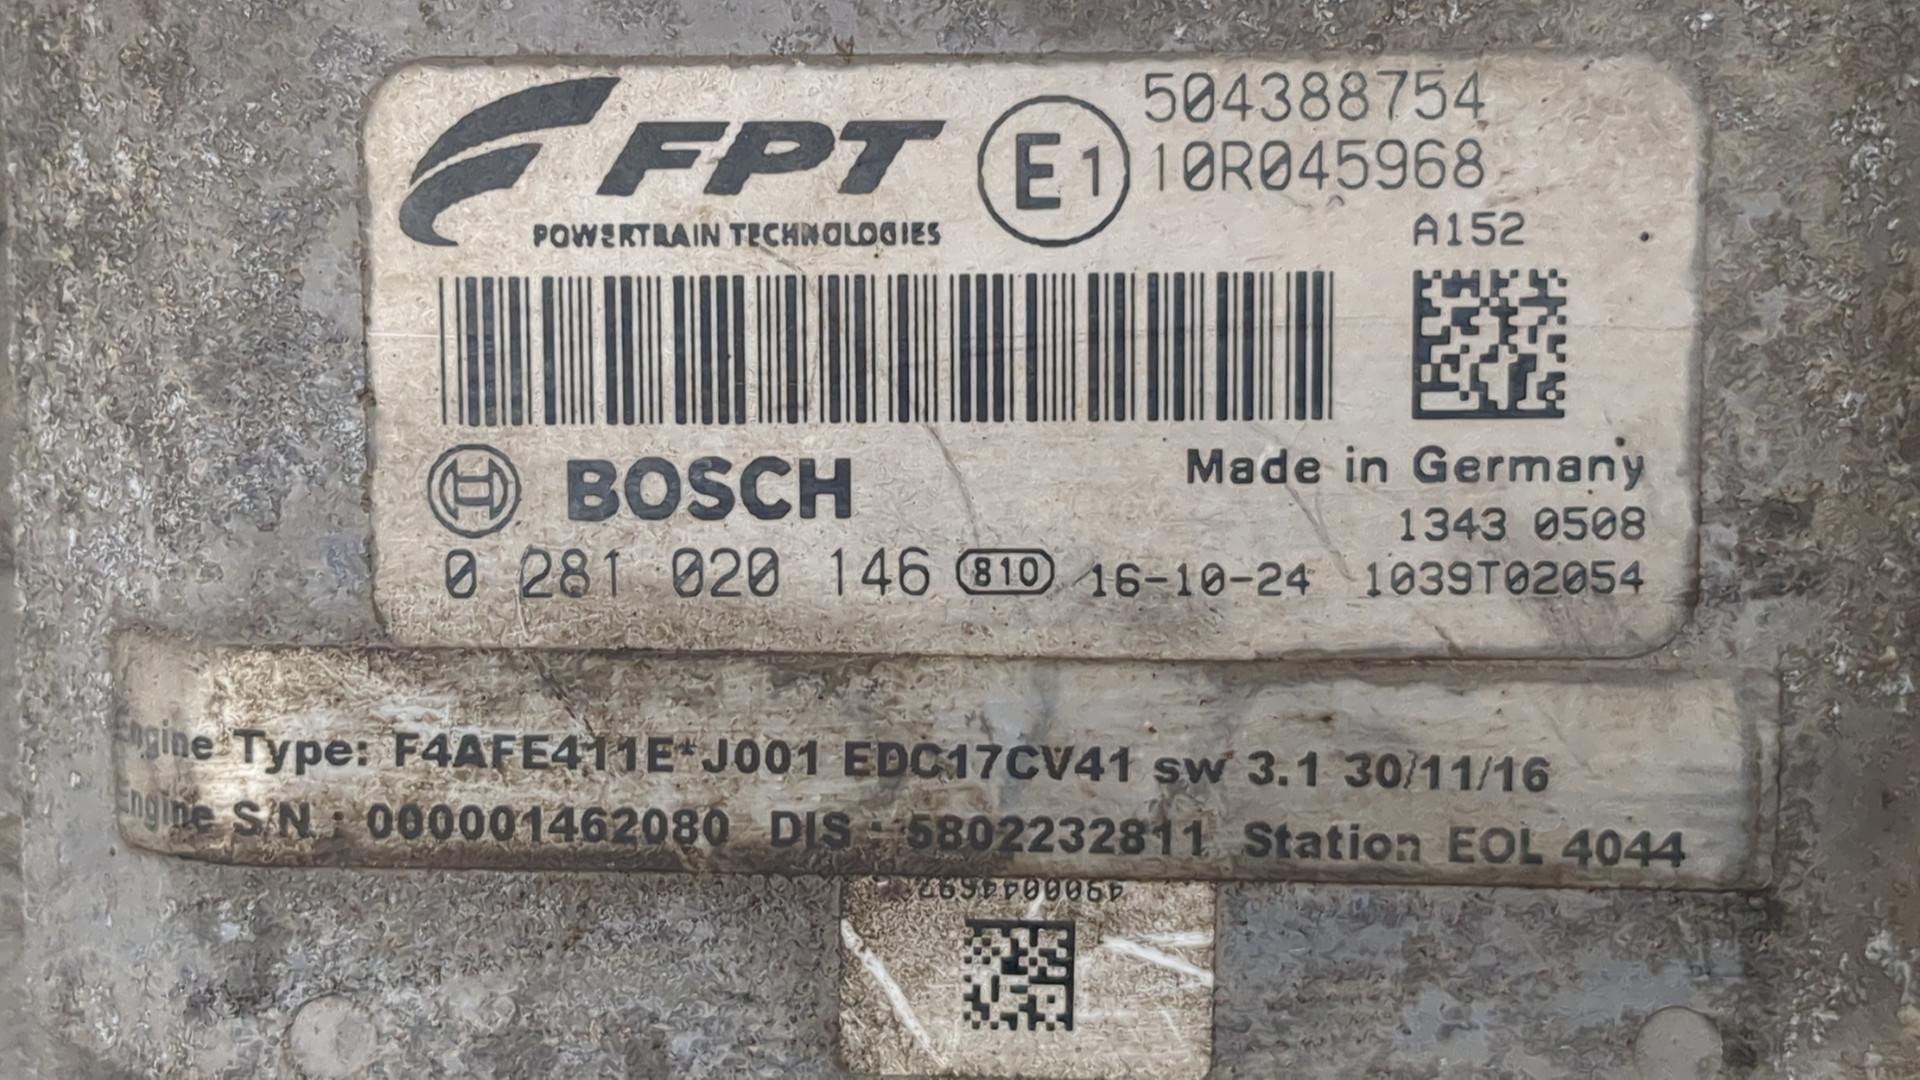 FPT
POWERTRAIN TECHNOLOGIES
E1
504388754
10R045968
A152
BOSCH
Made in Germany
1343 0508
0 281 020 146 810 16-10-24 1039T02054
Engine Type: F4AFE411E*J001 EDC17CV41 sw 3.1 30/11/16
Engine S/N : 000001462080 DIS : 5802232811 Station EOL 4044